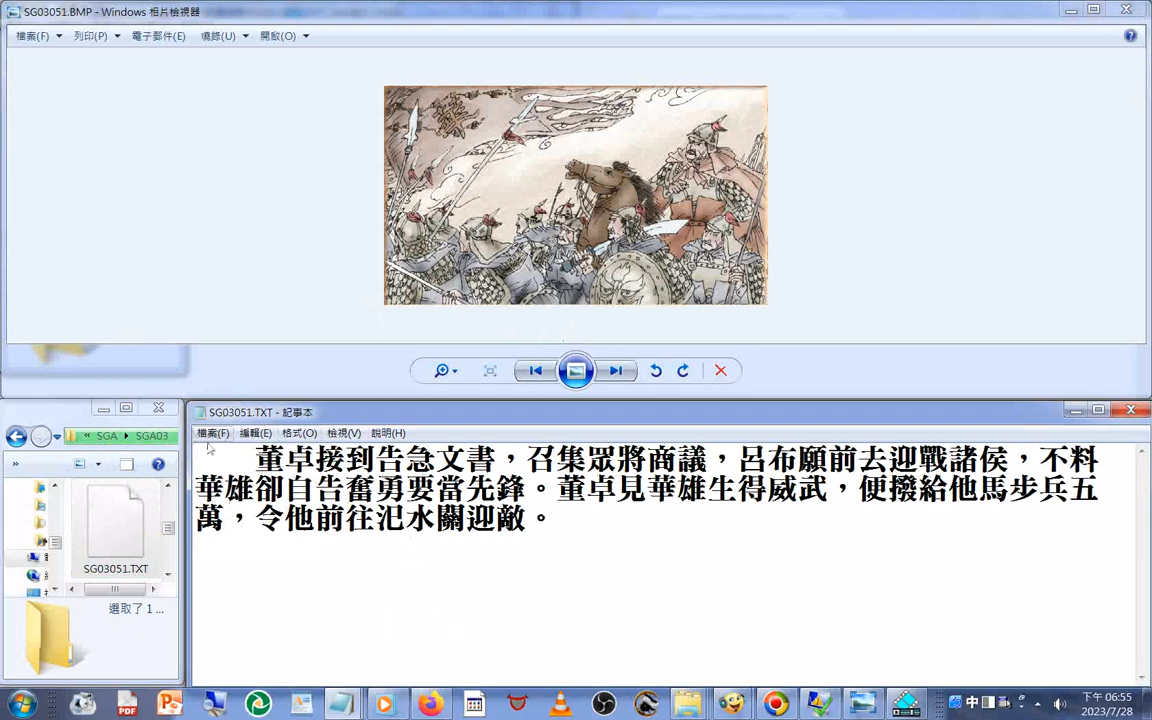 SG03051.BMP - Windows 相片檢視器
檔案(F) 列印(P) 電子郵件(E) 燒錄(U) 開啟(O)
« SGA SGA03
»
SG03051.TXT
選取了 1 ...
SG03051.TXT - 記事本
檔案(F) 編輯(E) 格式(O) 檢視(V) 說明(H)
董卓接到告急文書，召集眾將商議，呂布願前去迎戰諸侯，不料
華雄卻自告奮勇要當先鋒。董卓見華雄生得威武，便撥給他馬步兵五
萬，令他前往汜水關迎敵。
PDF
中
下午 06:55
2023/7/28